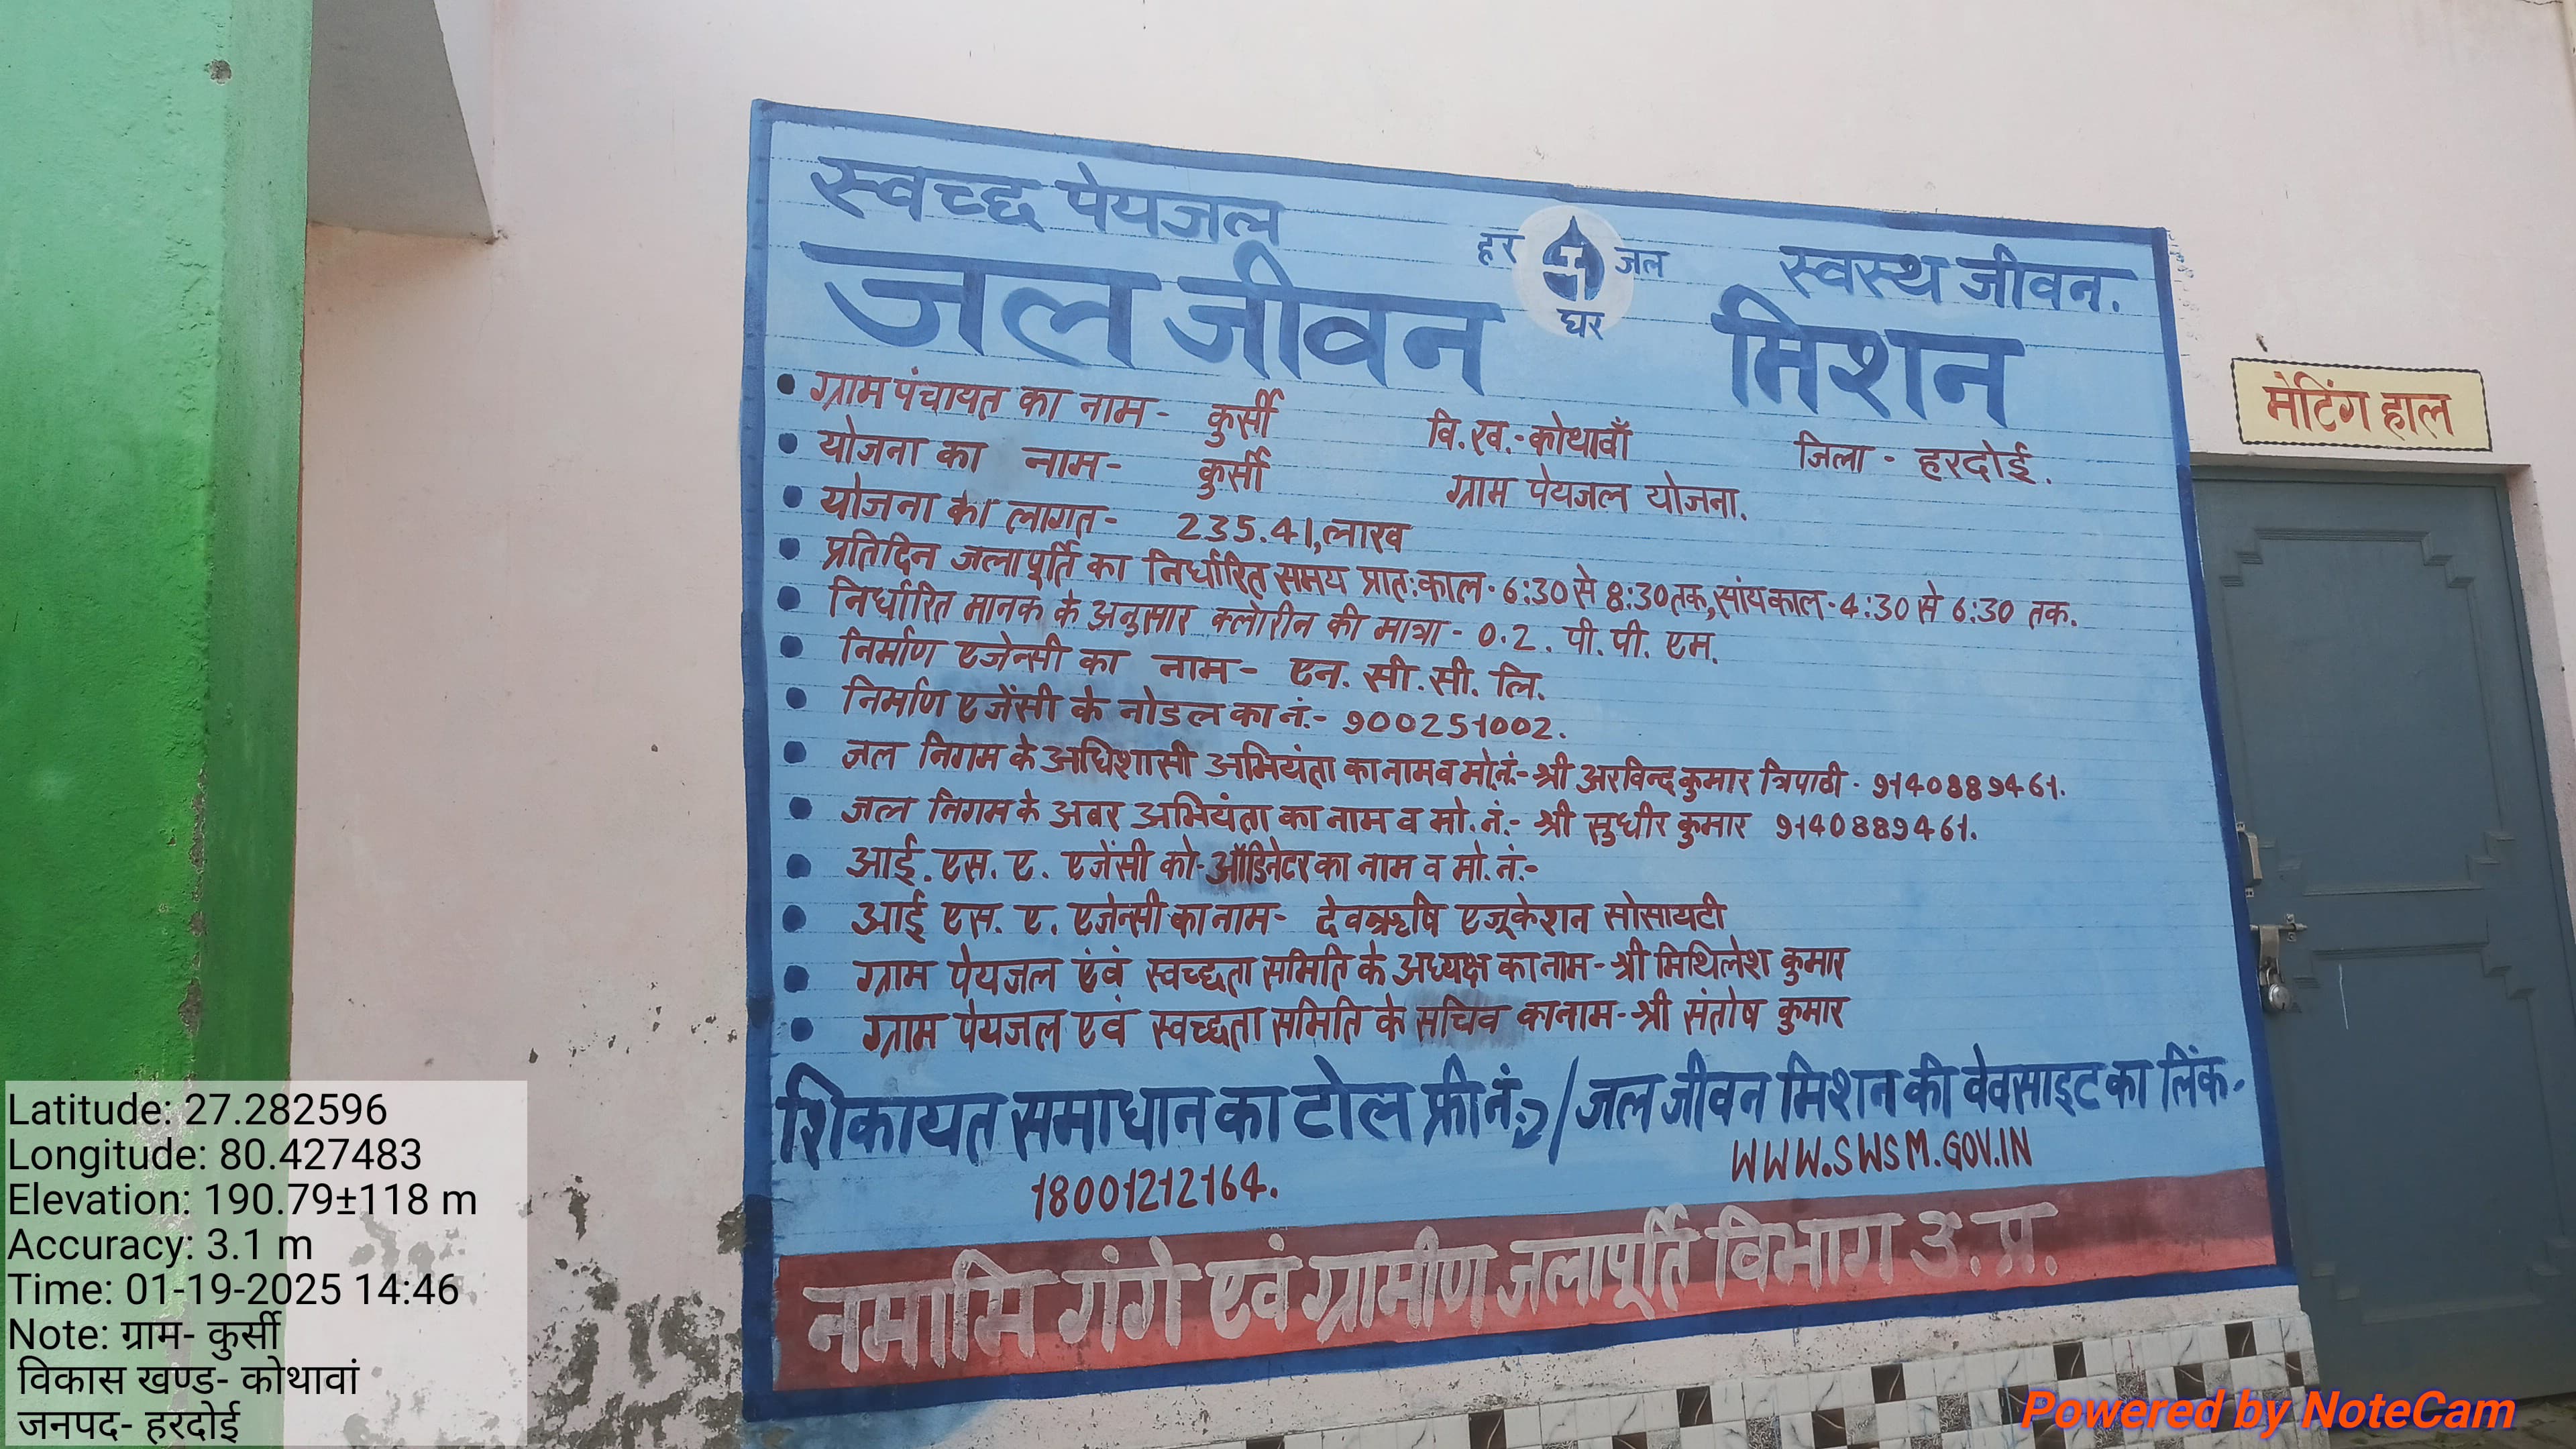 स्वच्छ पेयजल
हर जल
घर
स्वस्थ जीवन.
जल जीवन मिशन
• ग्राम पंचायत का नाम - कुर्सी वि.ख.-कोथावाँ जिला - हरदोई.
• योजना का नाम- कुर्सी ग्राम पेयजल योजना.
• योजना की लागत- 235.41,लाख
• प्रतिदिन जलापूर्ति का निर्धारित समय प्रातःकाल-6:30 से 8:30तक,सांयकाल-4:30 से 6:30 तक.
• निर्धारित मानक के अनुसार क्लोरीन की मात्रा - 0.2. पी. पी. एम.
• निर्माण एजेन्सी का नाम- एन. सी. सी. लि.
• निर्माण एजेंसी के नोडल का नं.- 900251002.
• जल निगम के अधिशासी अभियंता का नाम व मो.नं.- श्री अरविन्द कुमार त्रिपाठी - 9140889461.
• जल निगम के अवर अभियंता का नाम व मो. नं.- श्री सुधीर कुमार 9140889461.
• आई. एस. ए. एजेंसी को-ऑडिनेटर का नाम व मो. नं.-
• आई एस. ए. एजेन्सी का नाम- देवऋषि एजूकेशन सोसायटी
• ग्राम पेयजल एंवं स्वच्छता समिति के अध्यक्ष का नाम-श्री मिथिलेश कुमार
• ग्राम पेयजल एवं स्वच्छता समिति के सचिव का नाम-श्री संतोष कुमार
शिकायत समाधान का टोल फ्री नं. / जल जीवन मिशन की वेवसाइट का लिंक-
18001212164. WWW.SWSM.GOV.IN
नमामि गंगे एवं ग्रामीण जलापूर्ति विभाग उ. प्र.
मेटिंग हाल
Latitude: 27.282596
Longitude: 80.427483
Elevation: 190.79±118 m
Accuracy: 3.1 m
Time: 01-19-2025 14:46
Note: ग्राम- कुर्सी
विकास खण्ड- कोथावां
जनपद- हरदोई
Powered by NoteCam